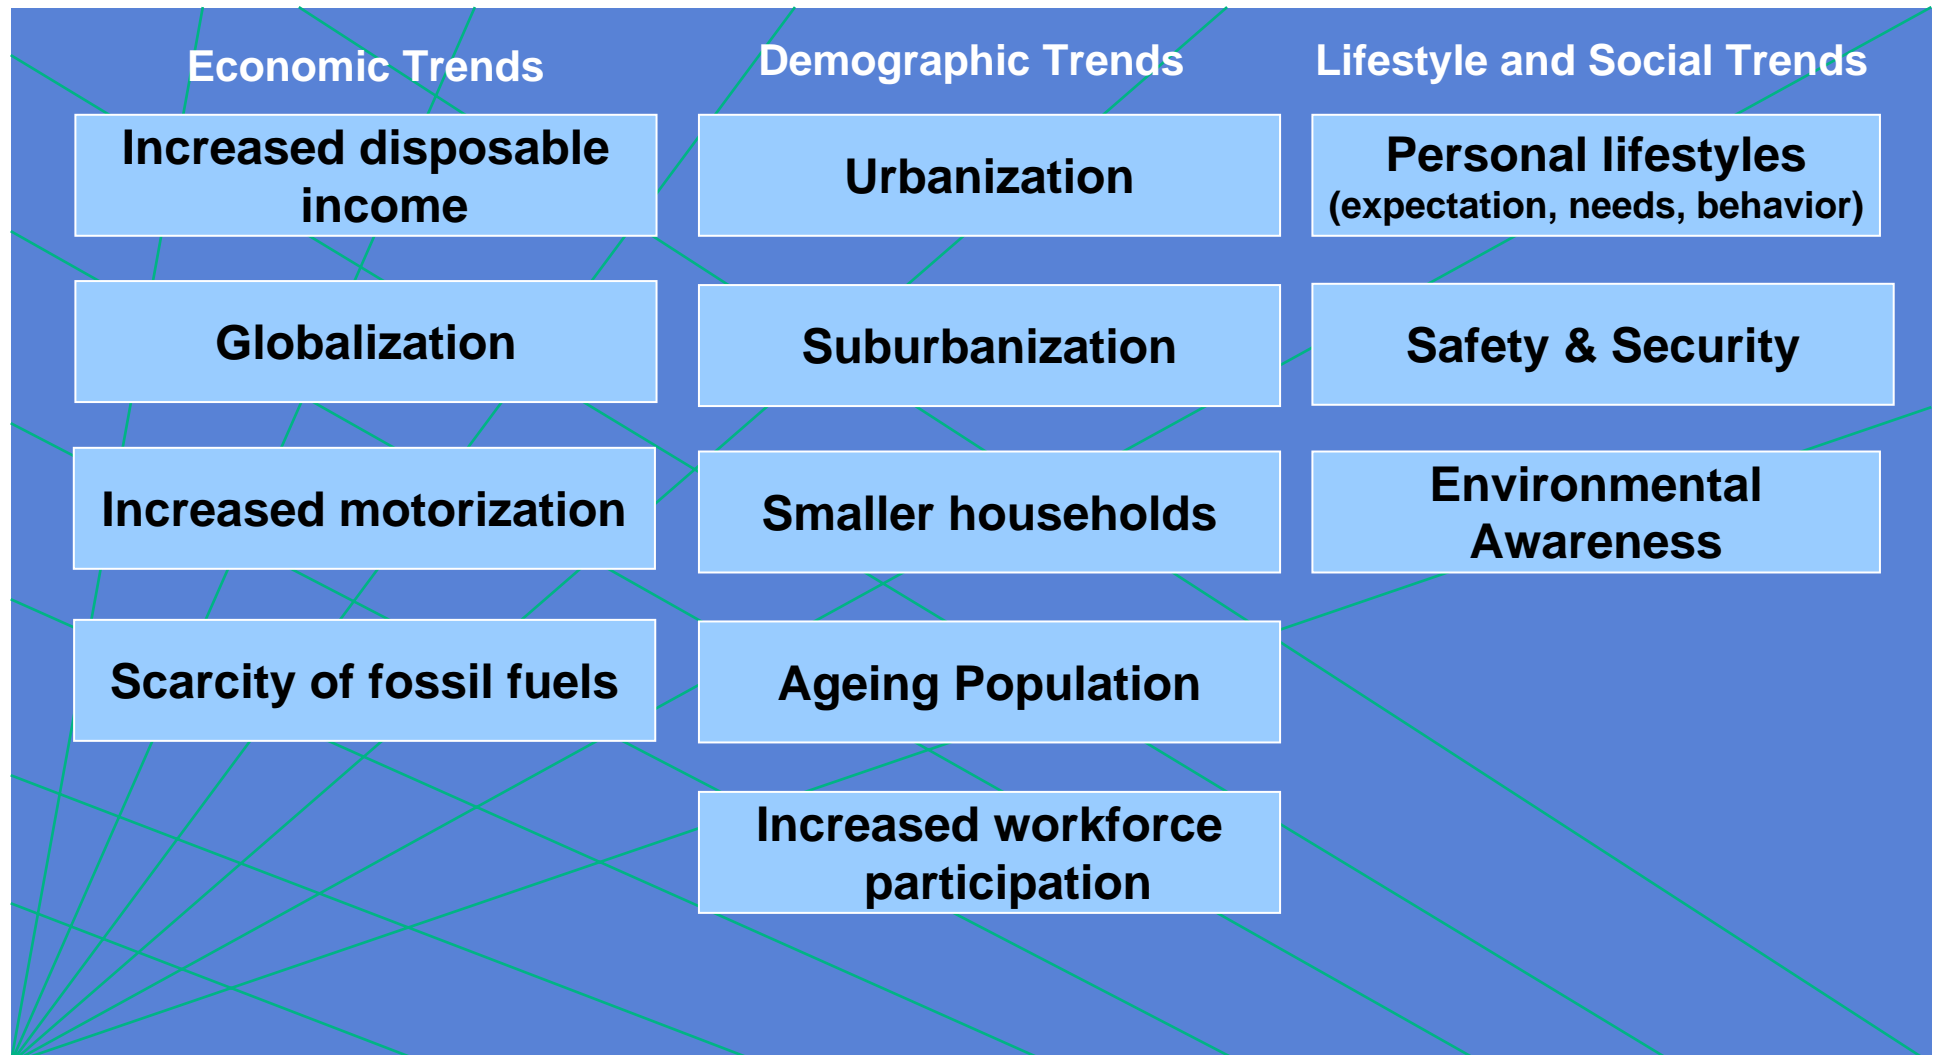 Economic Trends
Increased disposable
income
Globalization
Increased motorization
Scarcity of fossil fuels
Demographic Trends
Urbanization
Suburbanization
Smaller households
Ageing Population
Increased workforce
participation
Lifestyle and Social Trends
Personal lifestyles
(expectation, needs, behavior)
Safety & Security
Environmental
Awareness